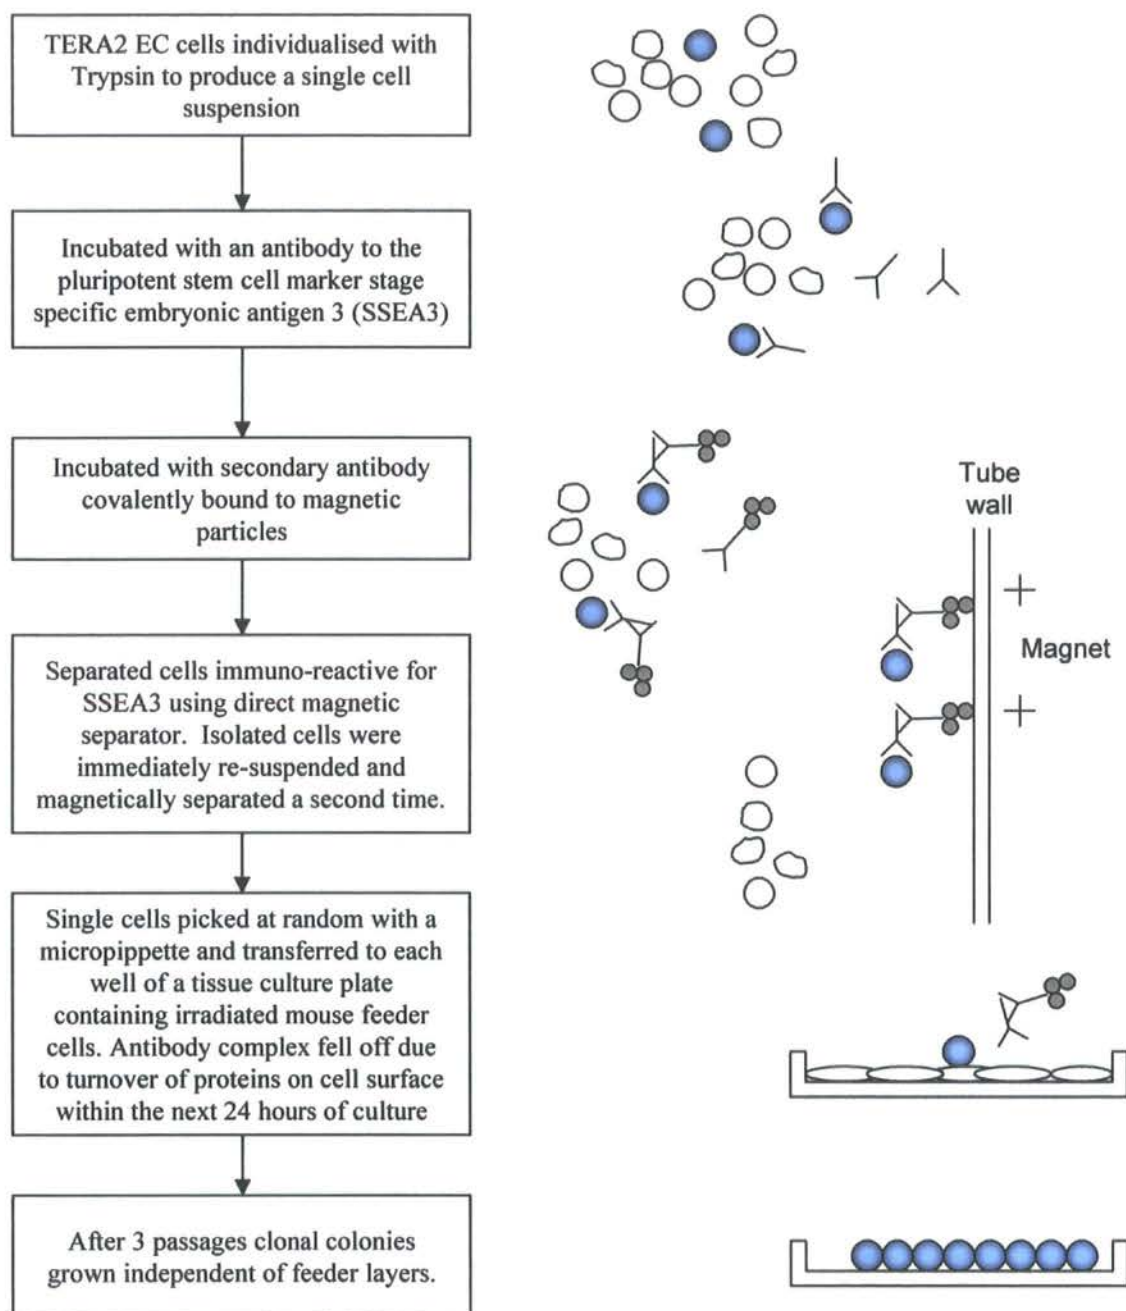 TERA2 EC cells individualised with
Trypsin to produce a single cell
suspension
Incubated with an antibody to the
pluripotent stem cell marker stage
specific embryonic antigen 3 (SSEA3)
Incubated with secondary antibody
covalently bound to magnetic
particles
Tube
wall
+
Magnet
+
Separated cells immuno-reactive for
SSEA3 using direct magnetic
separator.  Isolated cells were
immediately re-suspended and
magnetically separated a second time.
Single cells picked at random with a
micropippette and transferred to each
well of a tissue culture plate
containing irradiated mouse feeder
cells. Antibody complex fell off due
to turnover of proteins on cell surface
within the next 24 hours of culture
After 3 passages clonal colonies
grown independent of feeder layers.